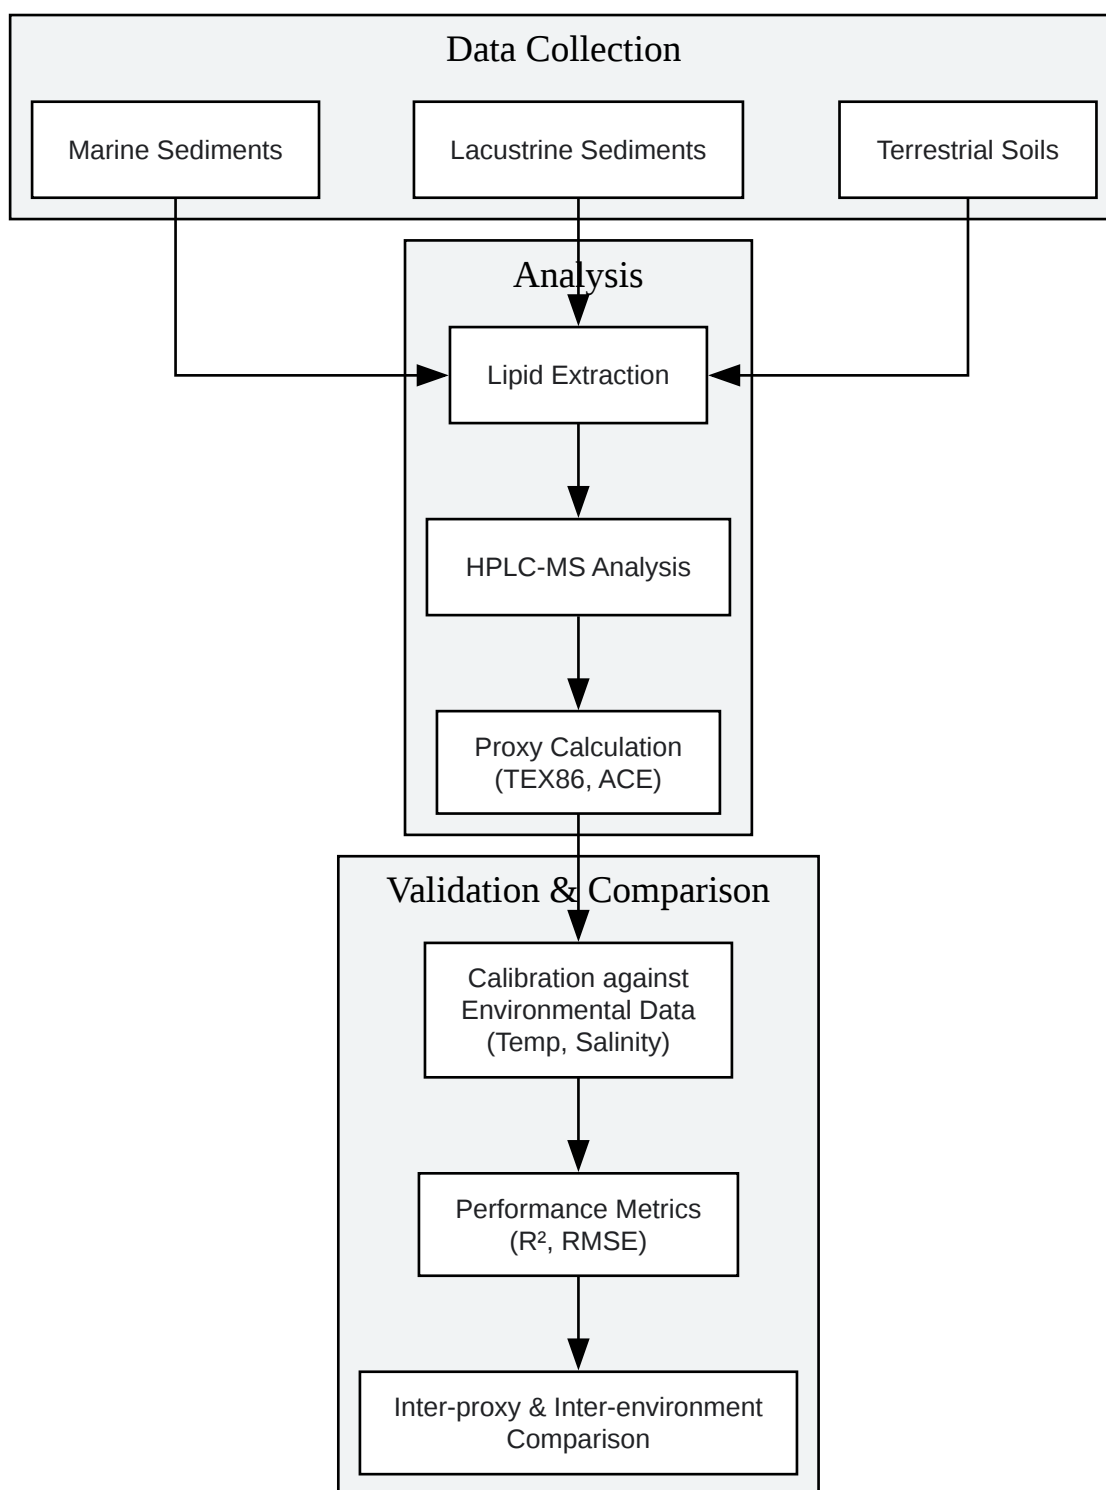 Data Collection
Marine Sediments
Lacustrine Sediments
Terrestrial Soils
Analysis
Lipid Extraction
HPLC-MS Analysis
Proxy Calculation
(TEX86, ACE)
Validation & Comparison
Calibration against
Environmental Data
(Temp, Salinity)
Performance Metrics
(R², RMSE)
Inter-proxy & Inter-environment
Comparison